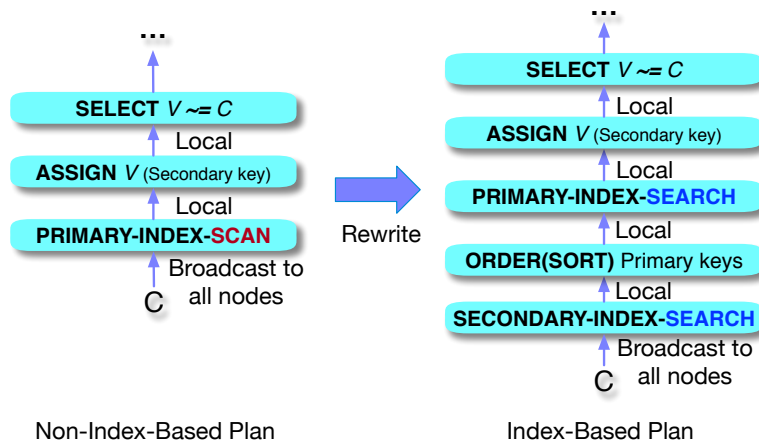 ...
SELECT V ~= C
Local
ASSIGN V (Secondary key)
Local
PRIMARY-INDEX-SCAN
Broadcast to
all nodes
C
Non-Index-Based Plan
Rewrite
...
SELECT V ~= C
Local
ASSIGN V (Secondary key)
Local
PRIMARY-INDEX-SEARCH
Local
ORDER(SORT) Primary keys
Local
SECONDARY-INDEX-SEARCH
Broadcast to
all nodes
C
Index-Based Plan